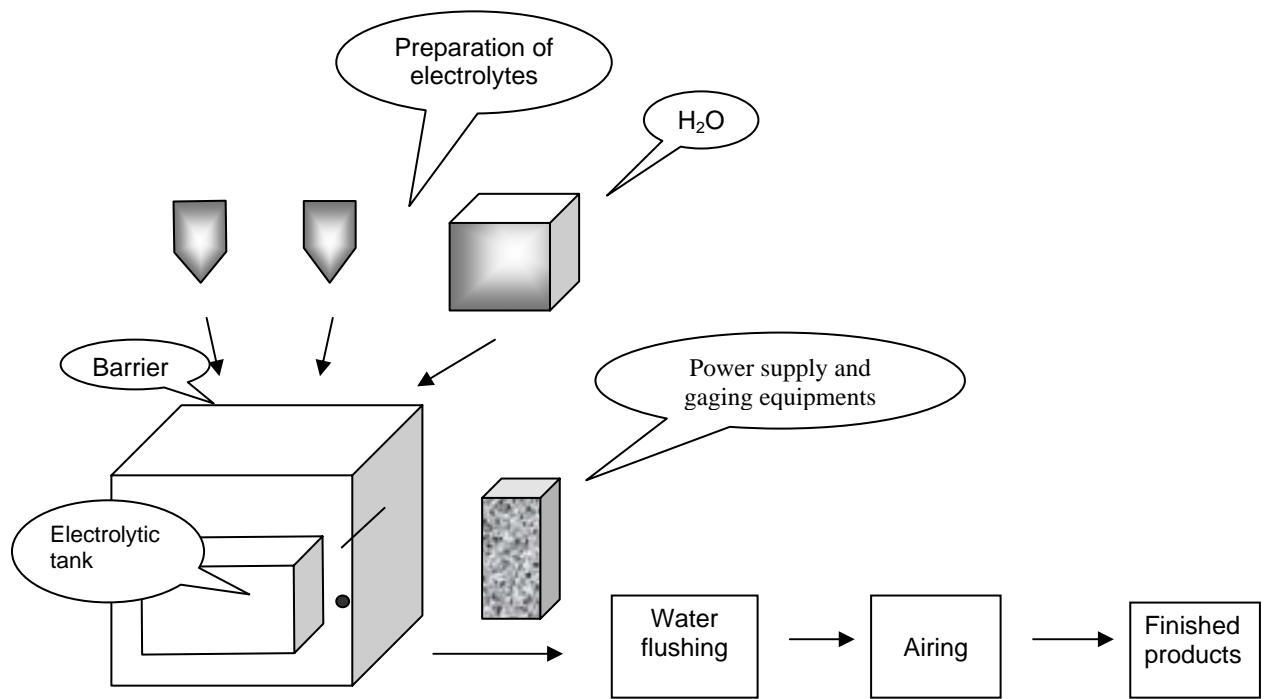 Preparation of
electrolytes
H₂O
Barrier
Power supply and
gaging equipments
Electrolytic
tank
Water
flushing
Airing
Finished
products